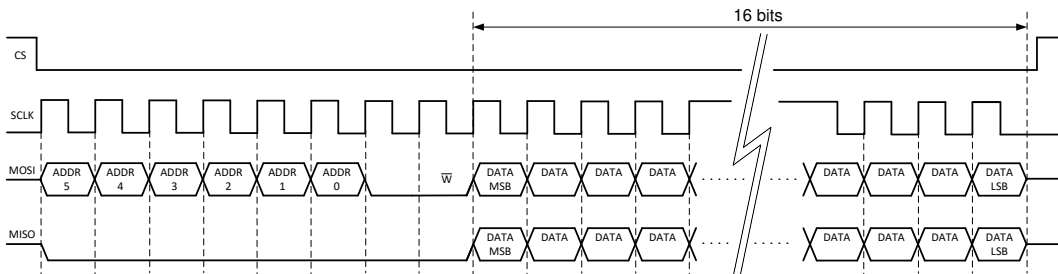 16 bits
CS
SCLK
MOSI
ADDR 5
ADDR 4
ADDR 3
ADDR 2
ADDR 1
ADDR 0
W̅
DATA MSB
DATA
DATA
DATA
DATA
DATA
DATA
DATA LSB
MISO
DATA MSB
DATA
DATA
DATA
DATA
DATA
DATA
DATA LSB